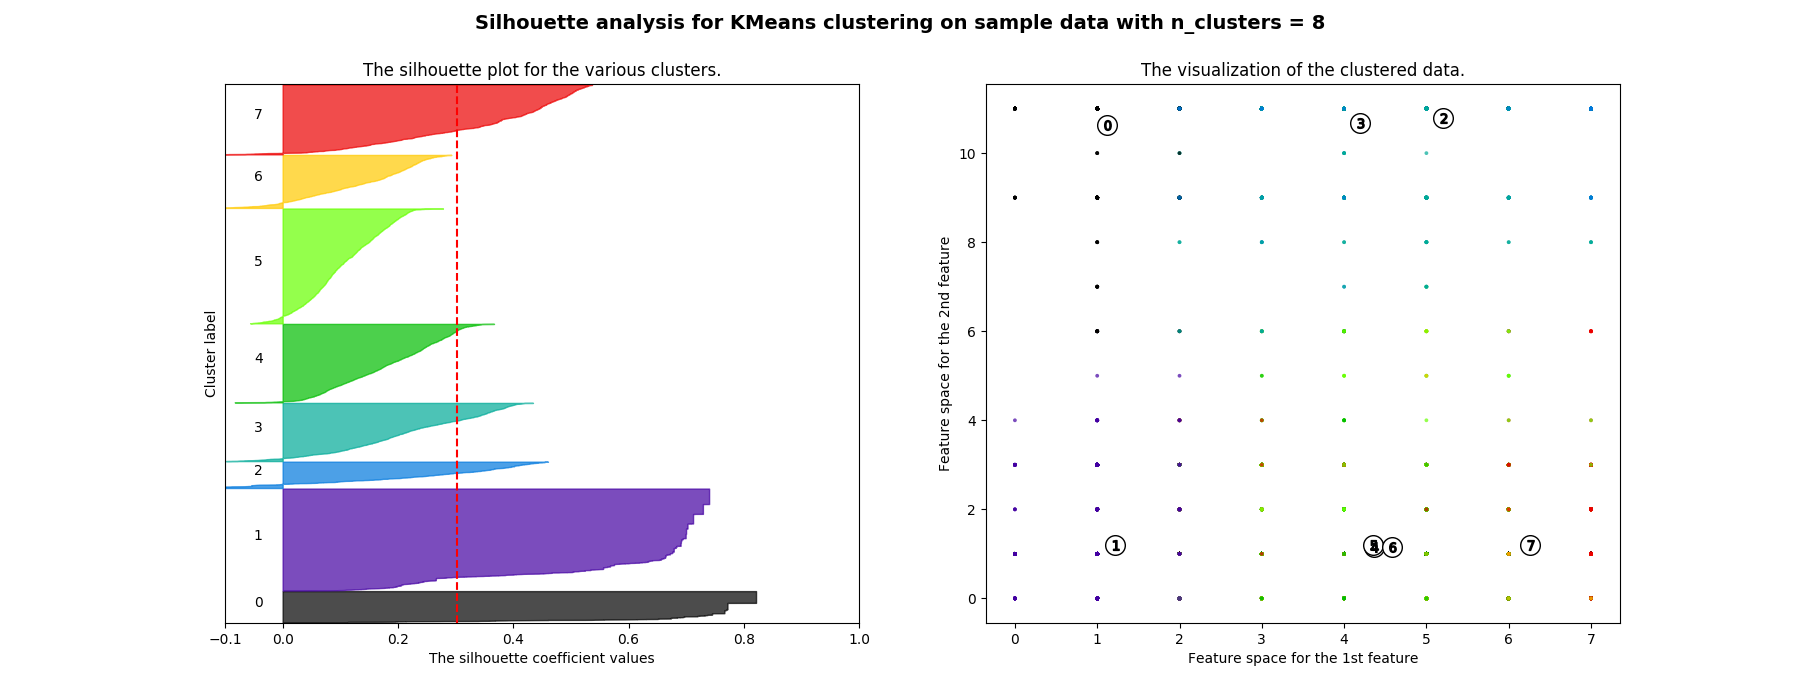 Silhouette analysis for KMeans clustering on sample data with n_clusters = 8
The silhouette plot for the various clusters.
7
6
5
4
3
2
1
0
Cluster label
−0.1 0.0 0.2 0.4 0.6 0.8 1.0
The silhouette coefficient values
The visualization of the clustered data.
0 3 2
1 4 6 7
10
8
6
4
2
0
Feature space for the 2nd feature
0 1 2 3 4 5 6 7
Feature space for the 1st feature